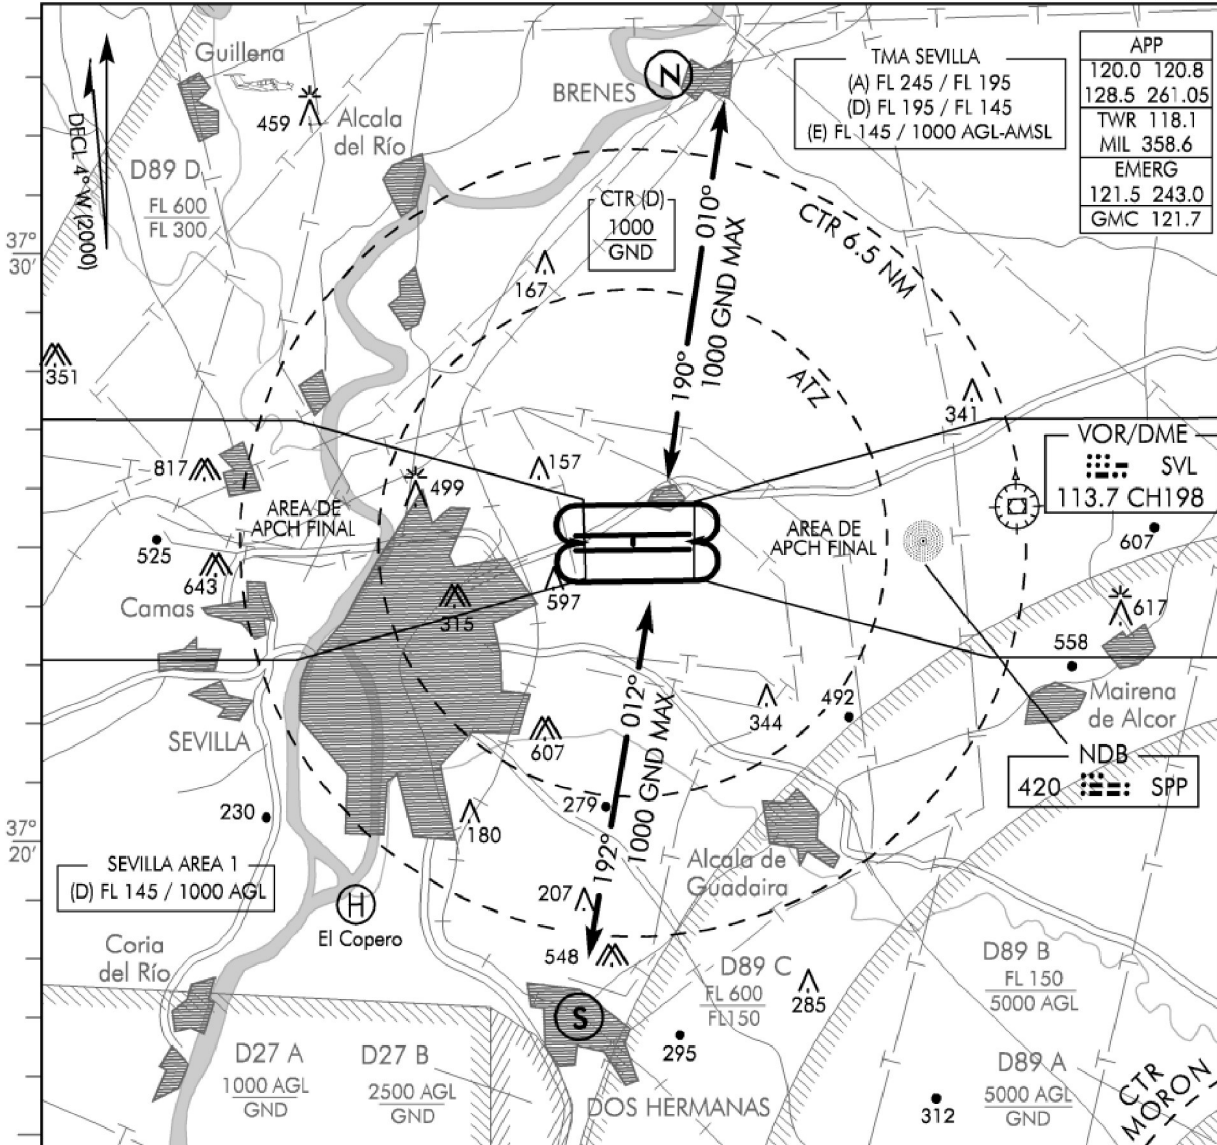 Guillena
459
Alcala
del Río
DECL. 4° W (2000)
D89 D
FL 600
FL 300
BRENES
N
TMA SEVILLA
(A) FL 245 / FL 195
(D) FL 195 / FL 145
(E) FL 145 / 1000 AGL-AMSL
APP
120.0 120.8
128.5 261.05
TWR 118.1
MIL 358.6
EMERG
121.5 243.0
GMC 121.7
37°
30'
CTR (D)
1000
GND
167
190° 010°
1000 GND MAX
CTR 6.5 NM
ATZ
351
341
817
499
157
VOR/DME
SVL
113.7 CH198
AREA DE
APCH FINAL
AREA DE
APCH FINAL
525
607
643
Camas
315
597
617
558
192° 012°
1000 GND MAX
344
492
Mairena
de Alcor
SEVILLA
607
NDB
420 SPP
230
180
279
37°
20'
SEVILLA AREA 1
(D) FL 145 / 1000 AGL
Alcala de
Guadaira
H
El Copero
207
548
Coria
del Río
S
D89 C
FL 600
FL150
285
D89 B
FL 150
5000 AGL
295
D27 A
1000 AGL
GND
D27 B
2500 AGL
GND
DOS HERMANAS
D89 A
5000 AGL
GND
312
CTR
MORON